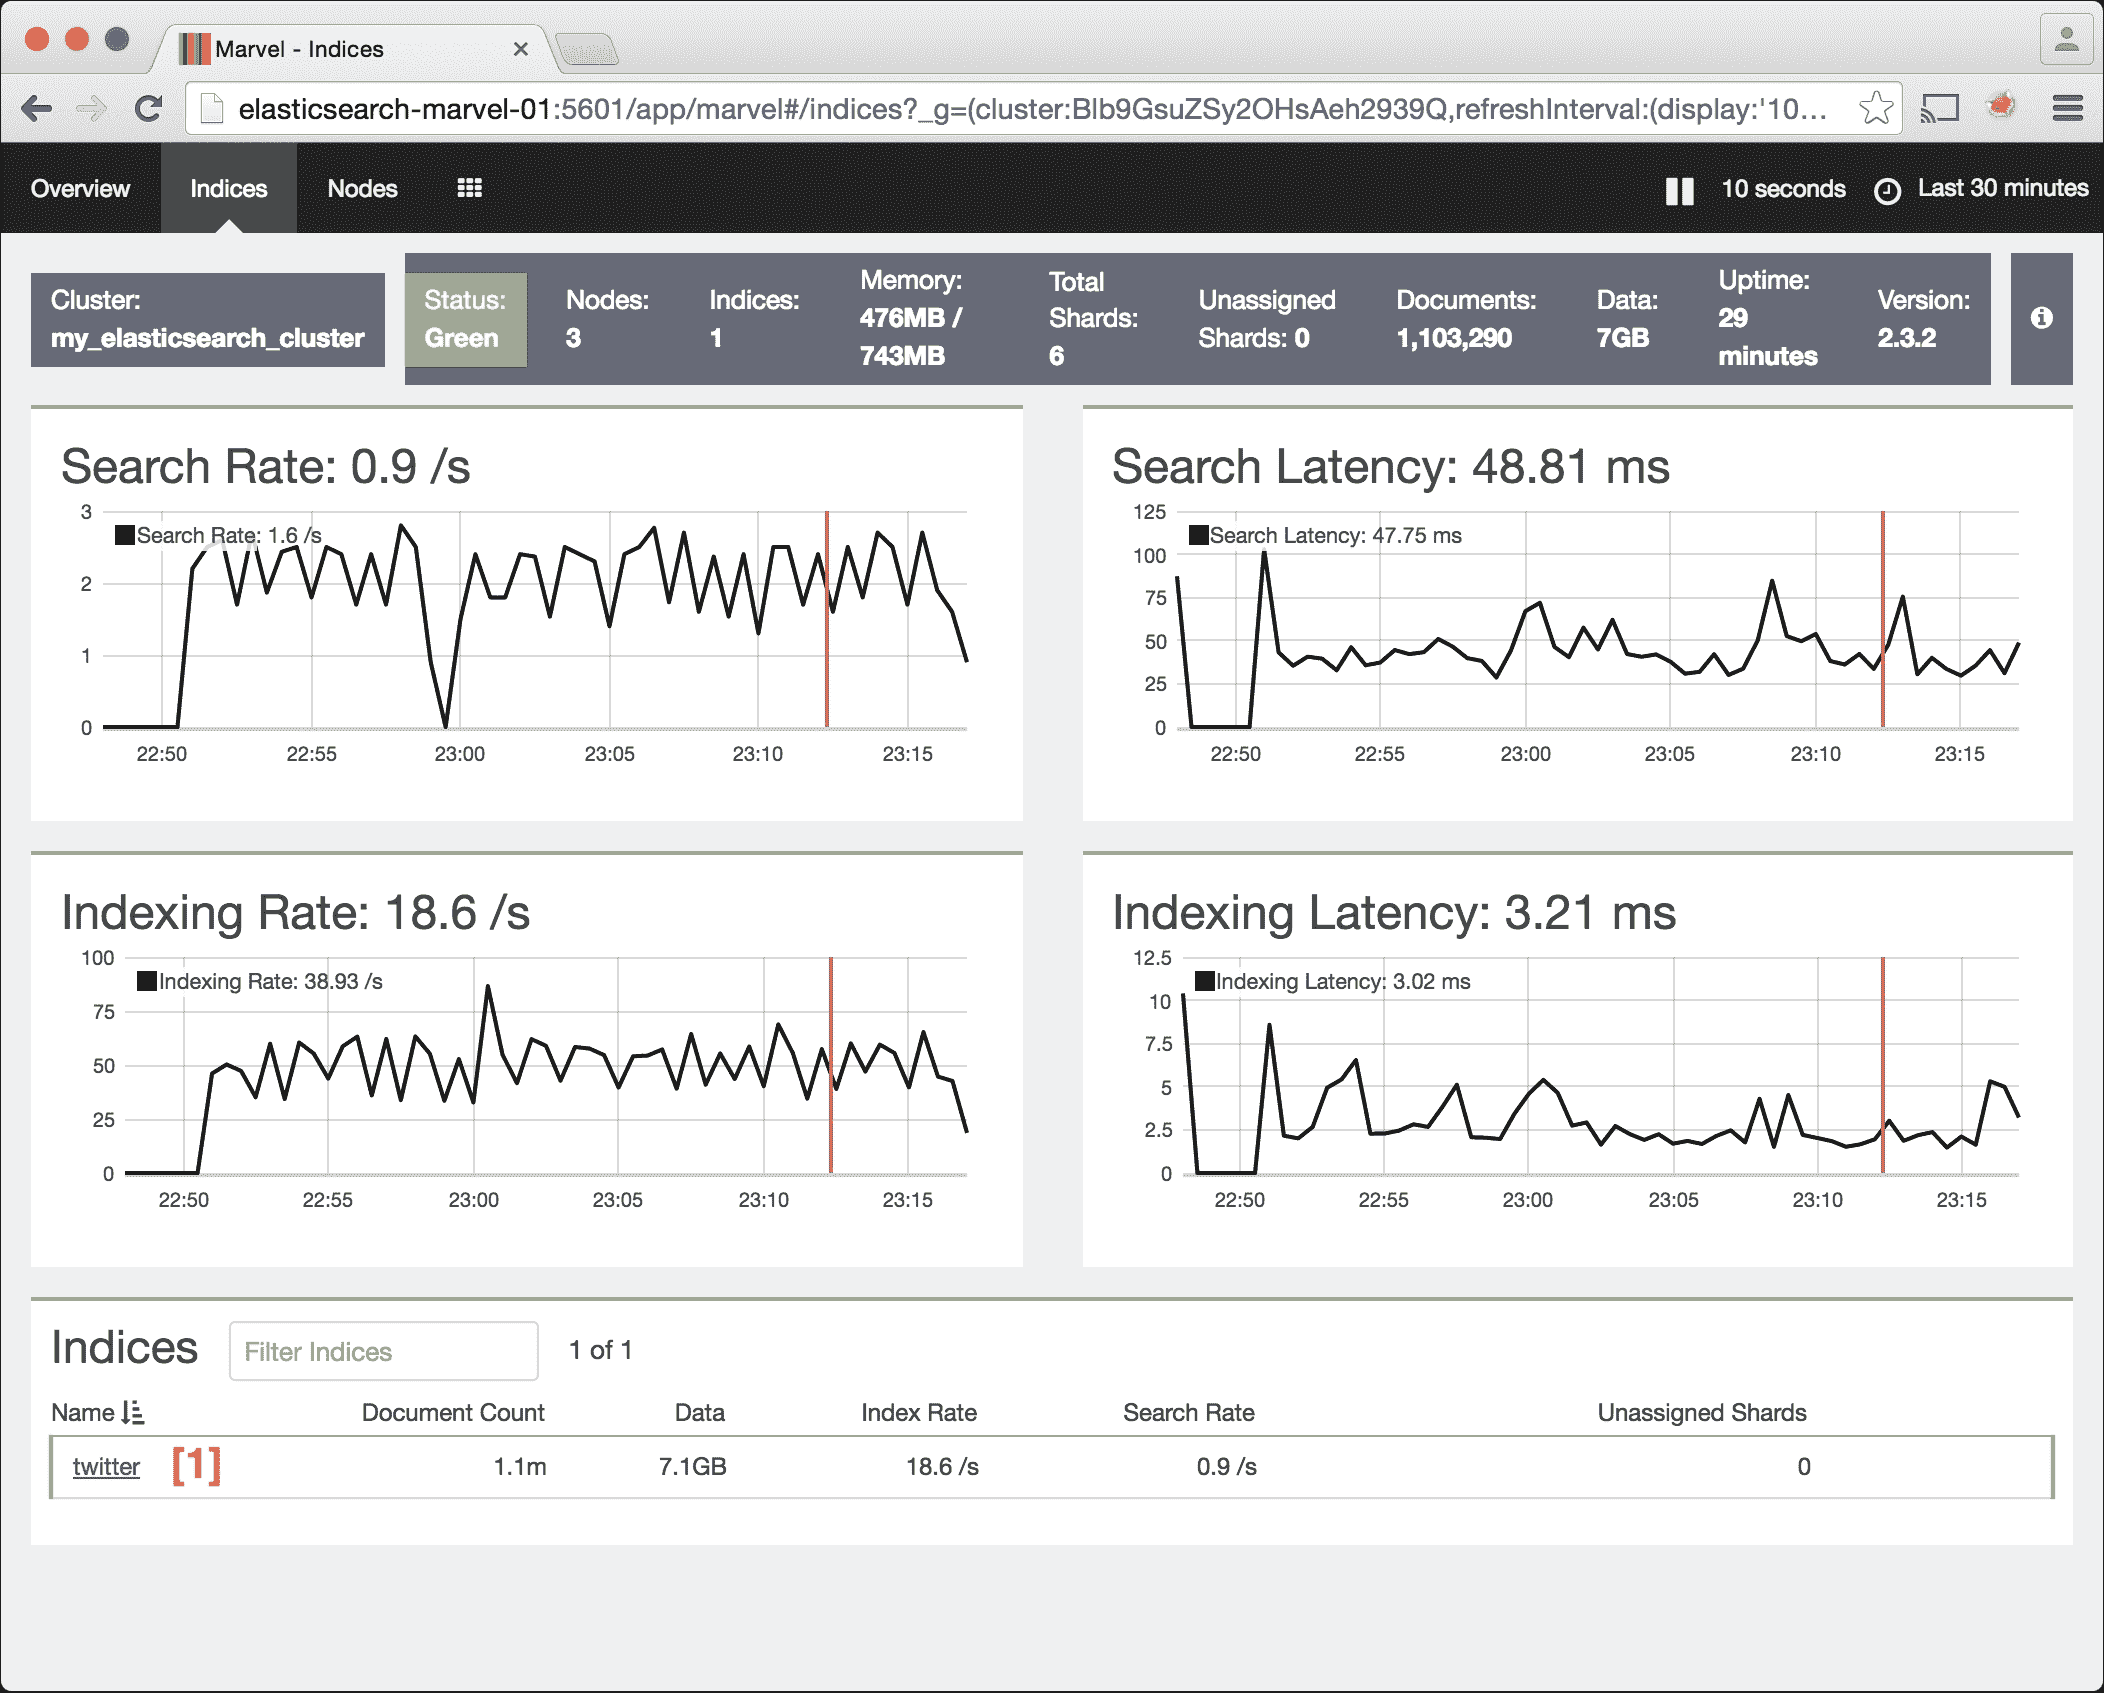 Marvel - Indices
elasticsearch-marvel-01:5601/app/marvel#/indices?_g=(cluster:Blb9GsuZSy2OHsAeh2939Q,refreshInterval:(display:'10...
Overview Indices Nodes 10 seconds Last 30 minutes
Cluster:
my_elasticsearch_cluster
Status:
Green
Nodes:
3
Indices:
1
Memory:
476MB /
743MB
Total
Shards:
6
Unassigned
Shards: 0
Documents:
1,103,290
Data:
7GB
Uptime:
29
minutes
Version:
2.3.2
Search Rate: 0.9 /s
Search Rate: 1.6 /s
3
2
1
0
22:50 22:55 23:00 23:05 23:10 23:15
Search Latency: 48.81 ms
Search Latency: 47.75 ms
125
100
75
50
25
0
22:50 22:55 23:00 23:05 23:10 23:15
Indexing Rate: 18.6 /s
Indexing Rate: 38.93 /s
100
75
50
25
0
22:50 22:55 23:00 23:05 23:10 23:15
Indexing Latency: 3.21 ms
Indexing Latency: 3.02 ms
12.5
10
7.5
5
2.5
0
22:50 22:55 23:00 23:05 23:10 23:15
Indices Filter Indices 1 of 1
Name Document Count Data Index Rate Search Rate Unassigned Shards
twitter [1] 1.1m 7.1GB 18.6 /s 0.9 /s 0